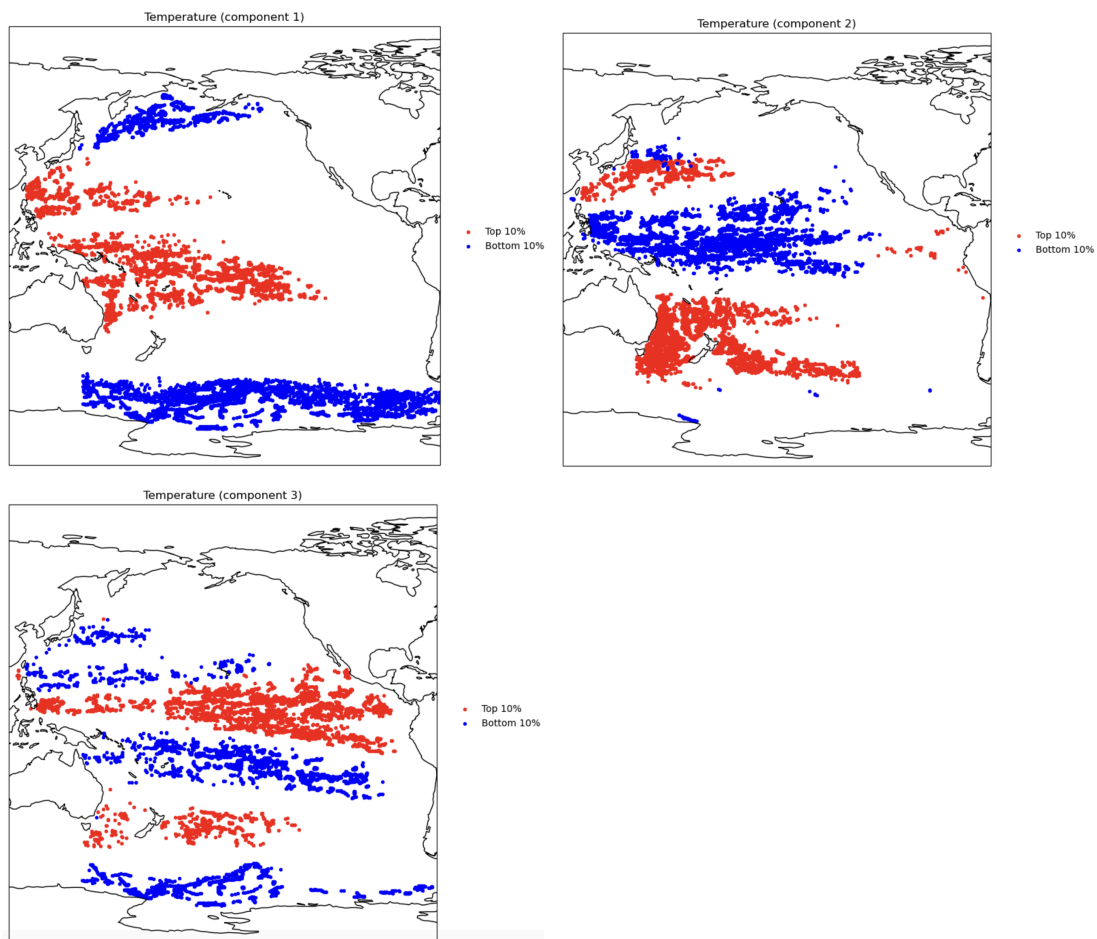 Temperature (component 1)
Top 10%
Bottom 10%
Temperature (component 2)
Top 10%
Bottom 10%
Temperature (component 3)
Top 10%
Bottom 10%